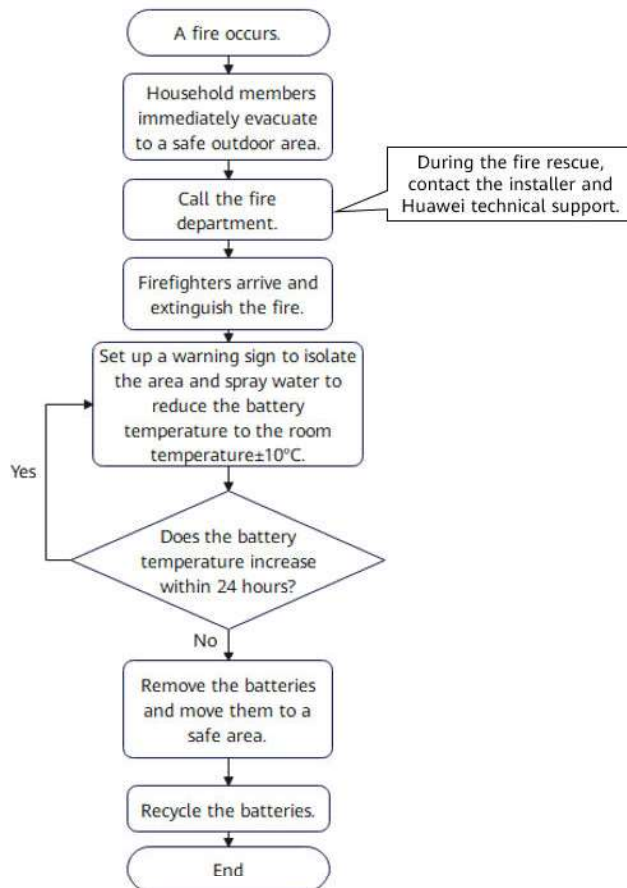 A fire occurs.
Household members
immediately evacuate
to a safe outdoor area.
During the fire rescue,
contact the installer and
Huawei technical support.
Call the fire
department.
Firefighters arrive and
extinguish the fire.
Set up a warning sign to isolate
the area and spray water to
reduce the battery
temperature to the room
temperature±10°C.
Yes
Does the battery
temperature increase
within 24 hours?
No
Remove the batteries
and move them to a
safe area.
Recycle the batteries.
End